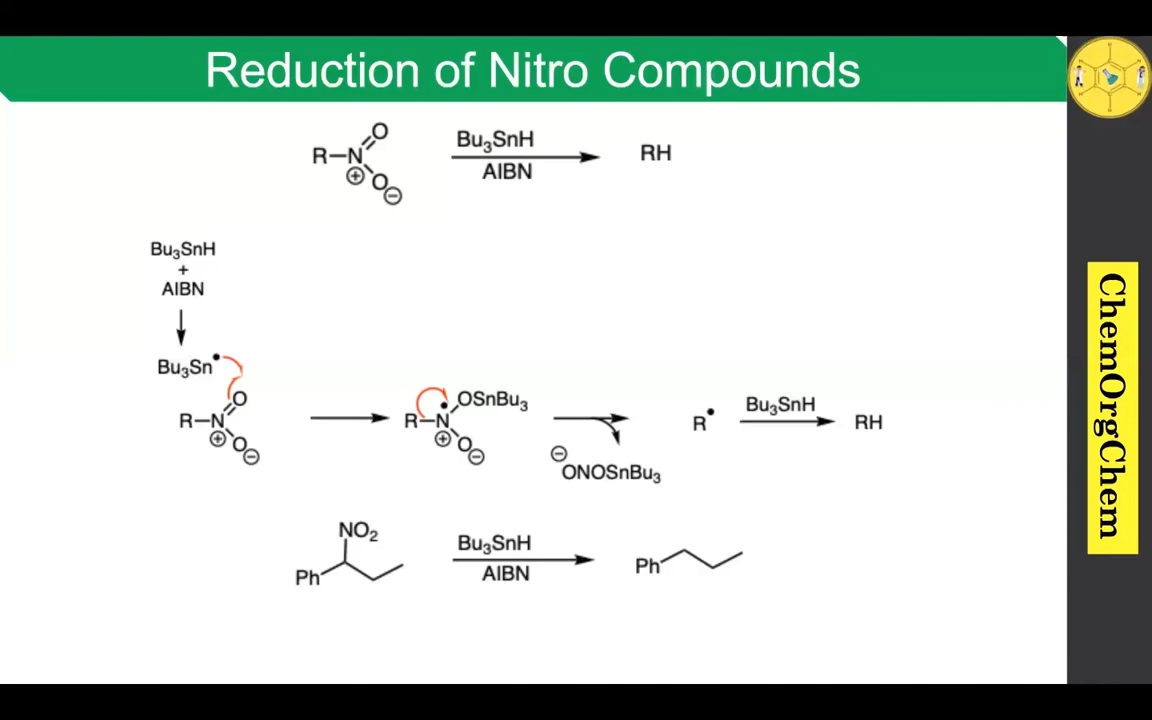 Reduction of Nitro Compounds
R–N⊕ O O⊖
Bu₃SnH
AIBN
RH
Bu₃SnH
+
AIBN
Bu₃Sn•
R–N⊕ O O⊖
R–N⊕ OSnBu₃ O⊖
⊖ONOSnBu₃
R•
Bu₃SnH
RH
NO₂
Ph
Bu₃SnH
AIBN
Ph
ChemOrgChem